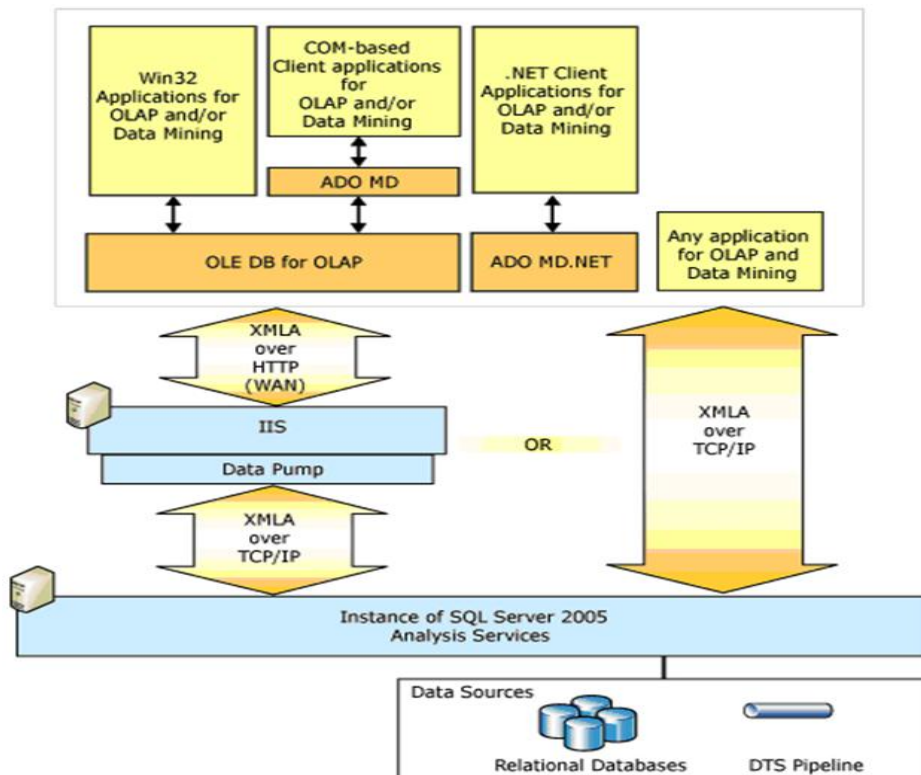 Win32
Applications for
OLAP and/or
Data Mining
COM-based
Client applications
for
OLAP and/or
Data Mining
.NET Client
Applications for
OLAP and/or
Data Mining
ADO MD
OLE DB for OLAP
ADO MD.NET
Any application
for OLAP and
Data Mining
XMLA
over
HTTP
(WAN)
IIS
Data Pump
OR
XMLA
over
TCP/IP
XMLA
over
TCP/IP
Instance of SQL Server 2005
Analysis Services
Data Sources
Relational Databases
DTS Pipeline